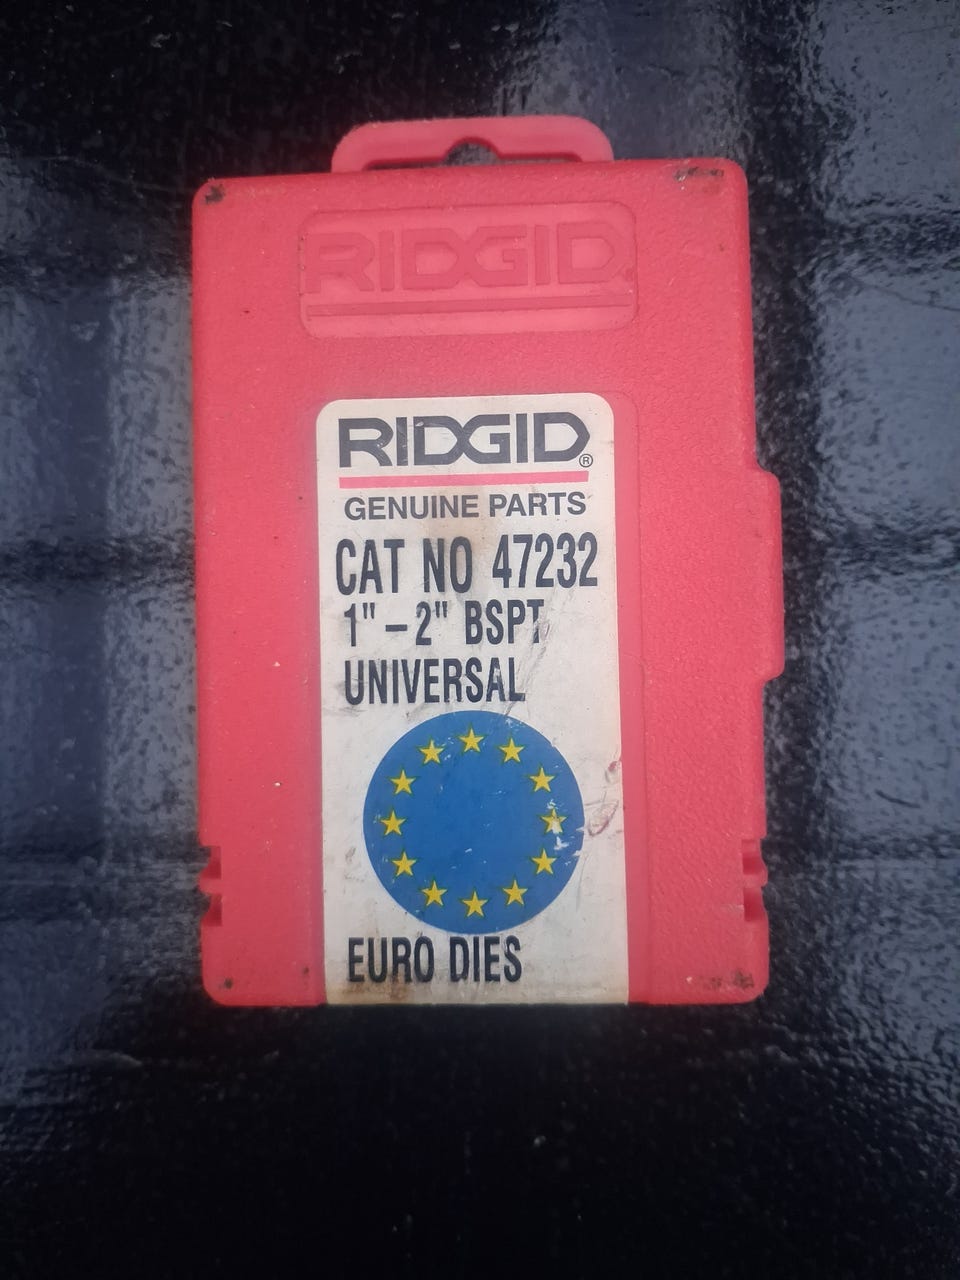 RIDGID
RIDGID®
GENUINE PARTS
CAT NO 47232
1" – 2" BSPT
UNIVERSAL
EURO DIES